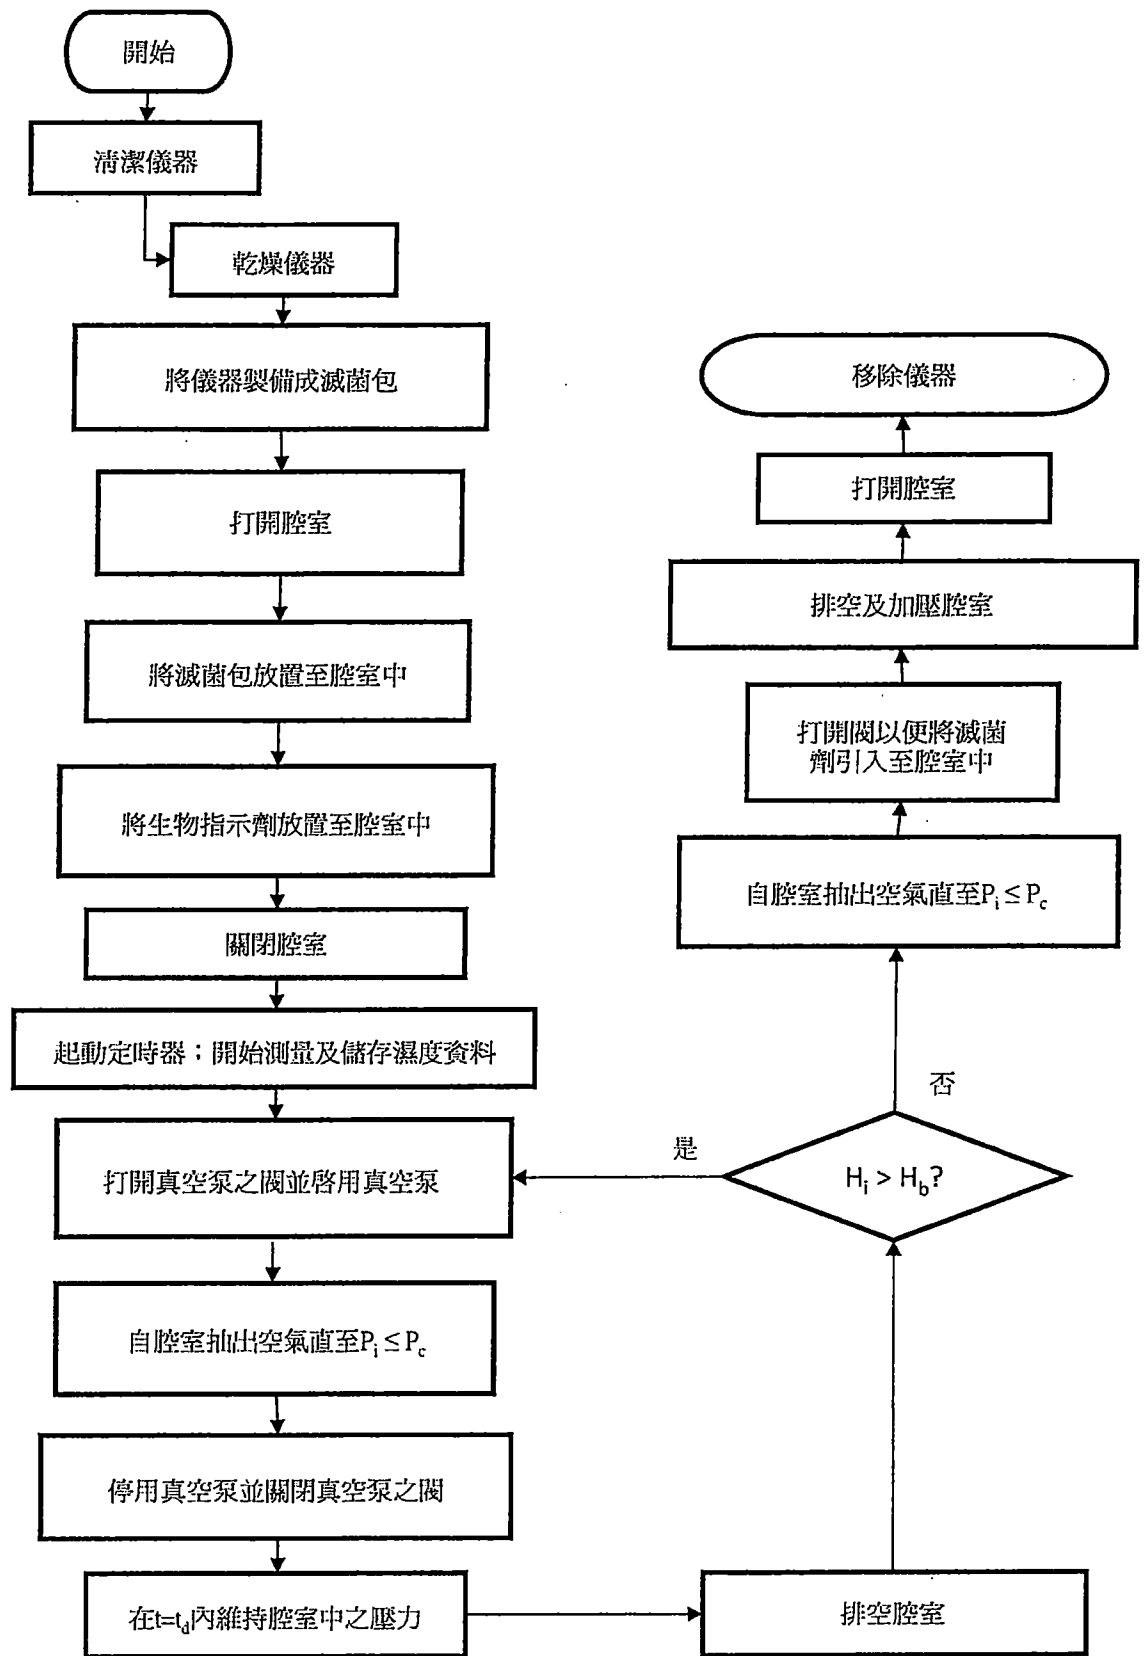 開始
清潔儀器
乾燥儀器
將儀器製備成滅菌包
打開腔室
將滅菌包放置至腔室中
將生物指示劑放置至腔室中
關閉腔室
起動定時器；開始測量及儲存濕度資料
打開真空泵之閥並啓用真空泵
自腔室抽出空氣直至Pi ≤ Pc
停用真空泵並關閉真空泵之閥
在t=td內維持腔室中之壓力
排空腔室
Hi > Hb?
是
否
自腔室抽出空氣直至Pi ≤ Pc
打開閥以便將滅菌
劑引入至腔室中
排空及加壓腔室
打開腔室
移除儀器